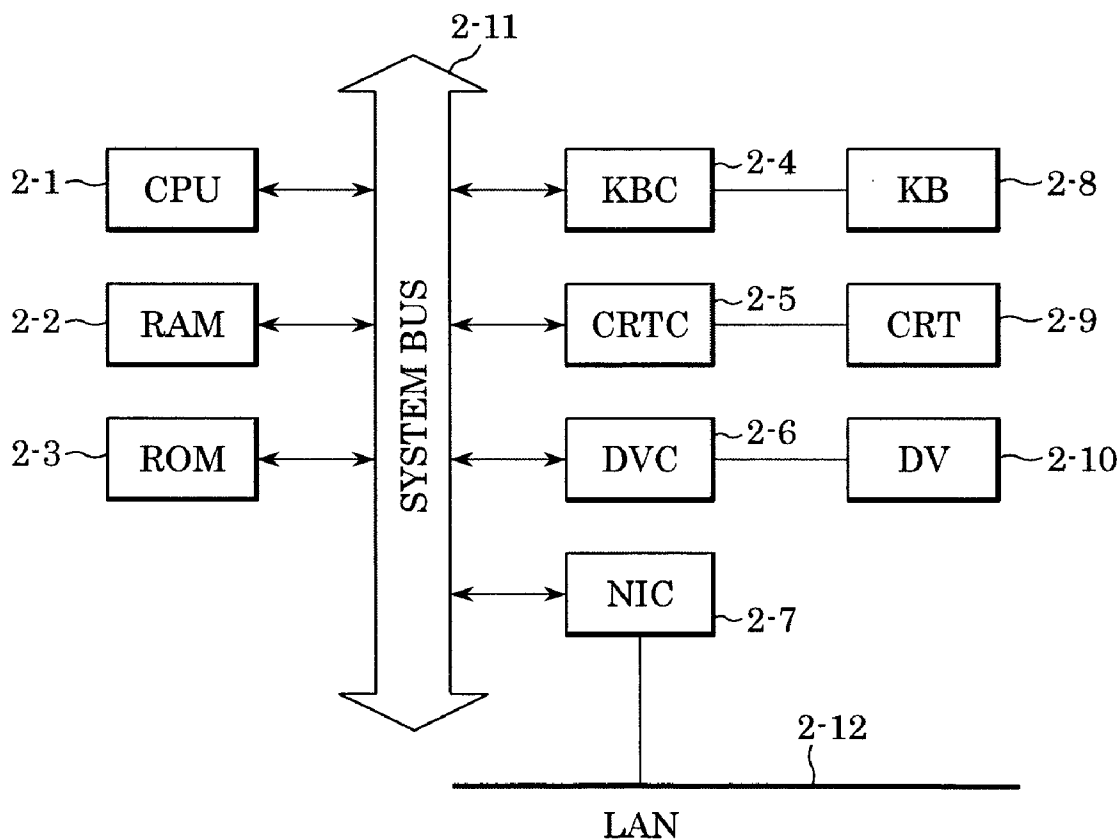 2-11
2-1 CPU
KBC 2-4
KB 2-8
2-2 RAM
CRTC 2-5
CRT 2-9
2-3 ROM
DVC 2-6
DV 2-10
SYSTEM BUS
NIC 2-7
2-12
LAN